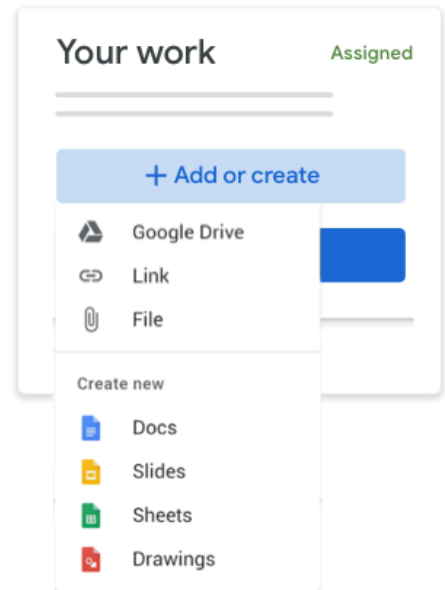 Your work
Assigned
+ Add or create
Google Drive
Link
File
Create new
Docs
Slides
Sheets
Drawings